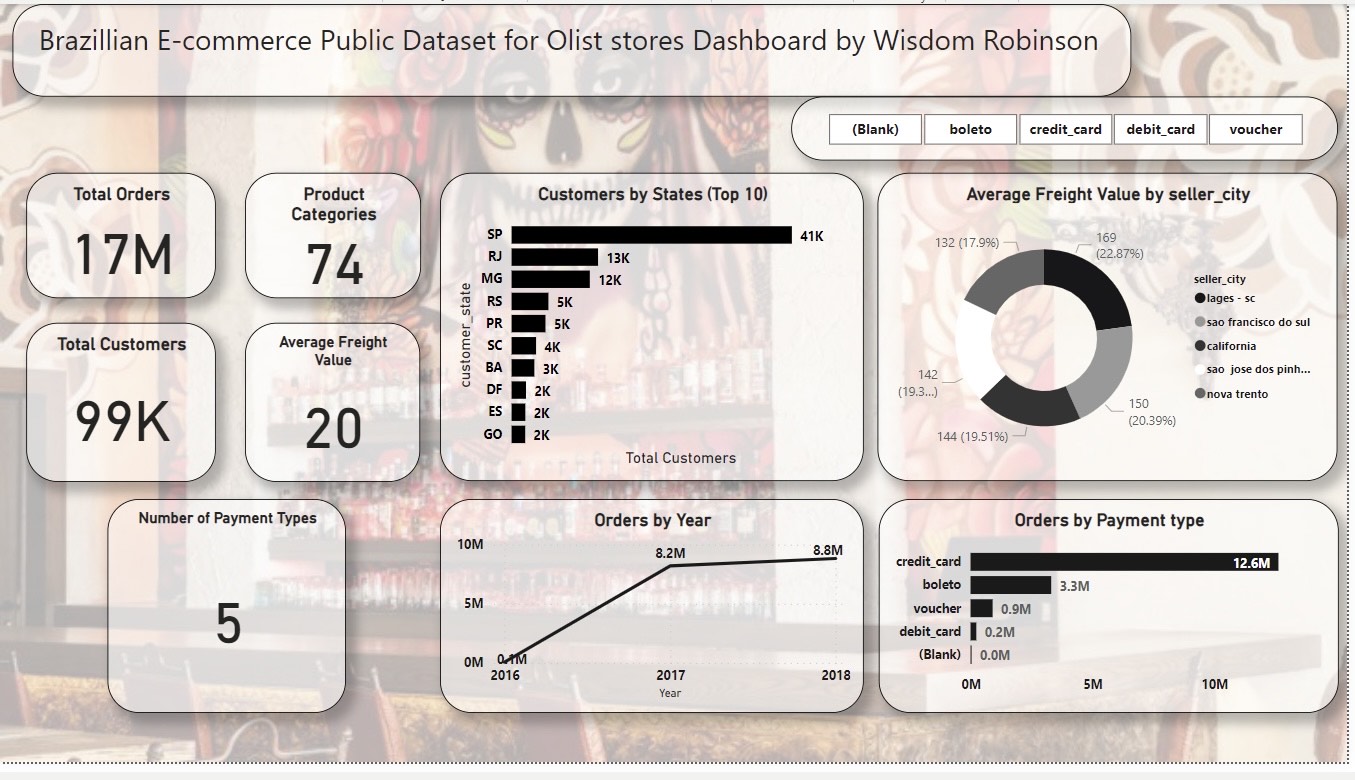 Brazillian E-commerce Public Dataset for Olist stores Dashboard by Wisdom Robinson
(Blank)
boleto
credit_card
debit_card
voucher
Total Orders
17M
Product
Categories
74
Total Customers
99K
Average Freight
Value
20
Number of Payment Types
5
Customers by States (Top 10)
customer_state
SP 41K
RJ 13K
MG 12K
RS 5K
PR 5K
SC 4K
BA 3K
DF 2K
ES 2K
GO 2K
Total Customers
Average Freight Value by seller_city
132 (17.9%)
169
(22.87%)
142
(19.3...)
150
(20.39%)
144 (19.51%)
seller_city
lages - sc
sao francisco do sul
california
sao jose dos pinh...
nova trento
Orders by Year
10M
5M
0M
0.1M
8.2M
8.8M
2016 2017 2018
Year
Orders by Payment type
credit_card 12.6M
boleto 3.3M
voucher 0.9M
debit_card 0.2M
(Blank) 0.0M
0M 5M 10M